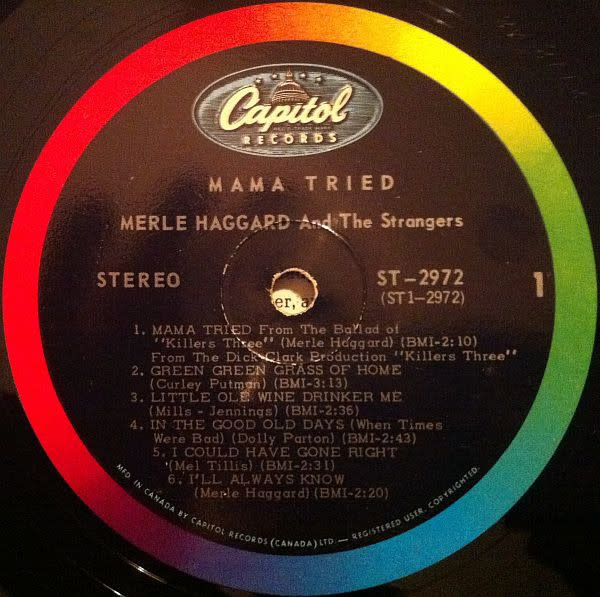 Capitol
RECORDS
MAMA TRIED
MERLE HAGGARD And The Strangers
STEREO
ST-2972
(ST1-2972)
1
er, a
1. MAMA TRIED From The Ballad of
"Killers Three" (Merle Haggard) (BMI-2:10)
From The Dick Clark Production "Killers Three"
2. GREEN GREEN GRASS OF HOME
(Curley Putman) (BMI-3:13)
3. LITTLE OLE WINE DRINKER ME
(Mills - Jennings) (BMI-2:36)
4. IN THE GOOD OLD DAYS (When Times
Were Bad) (Dolly Parton) (BMI-2:43)
5. I COULD HAVE GONE RIGHT
(Mel Tillis) (BMI-2:31)
6. I'LL ALWAYS KNOW
(Merle Haggard) (BMI-2:20)
MFD. IN CANADA BY CAPITOL RECORDS (CANADA) LTD. — REGISTERED USER. COPYRIGHTED.